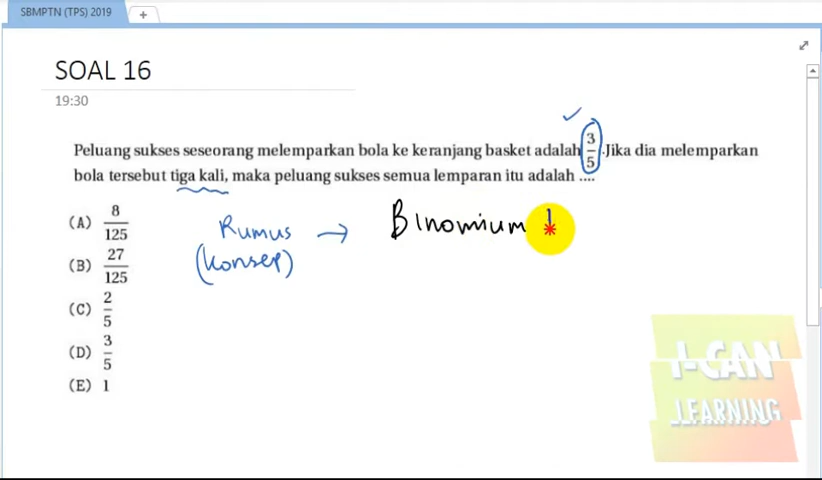 SBMPTN (TPS) 2019
SOAL 16
19:30
Peluang sukses seseorang melemparkan bola ke keranjang basket adalah 3/5. Jika dia melemparkan
bola tersebut tiga kali, maka peluang sukses semua lemparan itu adalah ....
(A) 8/125
(B) 27/125
(C) 2/5
(D) 3/5
(E) 1
Rumus → Binomium
(konsep)
I-CAN
LEARNING